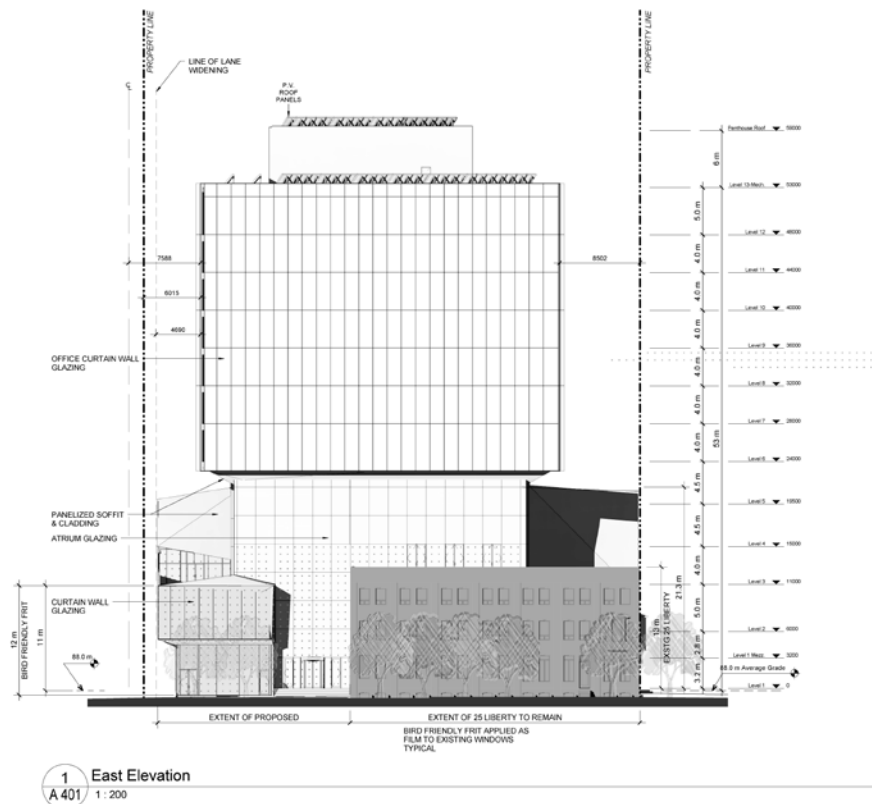 PROPERTY LINE
PROPERTY LINE
LINE OF LANE
WIDENING
P.V.
ROOF
PANELS
Penthouse Roof 59000
6 m
Level 13-Mech. 53000
5.0 m
Level 12 48000
4.0 m
7588
8502
Level 11 44000
4.0 m
6015
Level 10 40000
4.0 m
4690
Level 9 36000
OFFICE CURTAIN WALL
GLAZING
4.0 m
Level 8 32000
4.0 m
Level 7 28000
53 m
4.0 m
Level 6 24000
4.5 m
Level 5 19500
PANELIZED SOFFIT
& CLADDING
4.5 m
ATRIUM GLAZING
Level 4 15000
4.0 m
Level 3 11000
21.3 m
12 m
BIRD FRIENDLY FRIT
11 m
CURTAIN WALL
GLAZING
13 m
EXSTG 25 LIBERTY
5.0 m
Level 2 6000
2.8 m
Level 1 Mezz 3200
88.0 m
88.0 m Average Grade
3.2 m
Level 1 0
EXTENT OF PROPOSED
EXTENT OF 25 LIBERTY TO REMAIN
BIRD FRIENDLY FRIT APPLIED AS
FILM TO EXISTING WINDOWS
TYPICAL
1
East Elevation
A 401
1 : 200